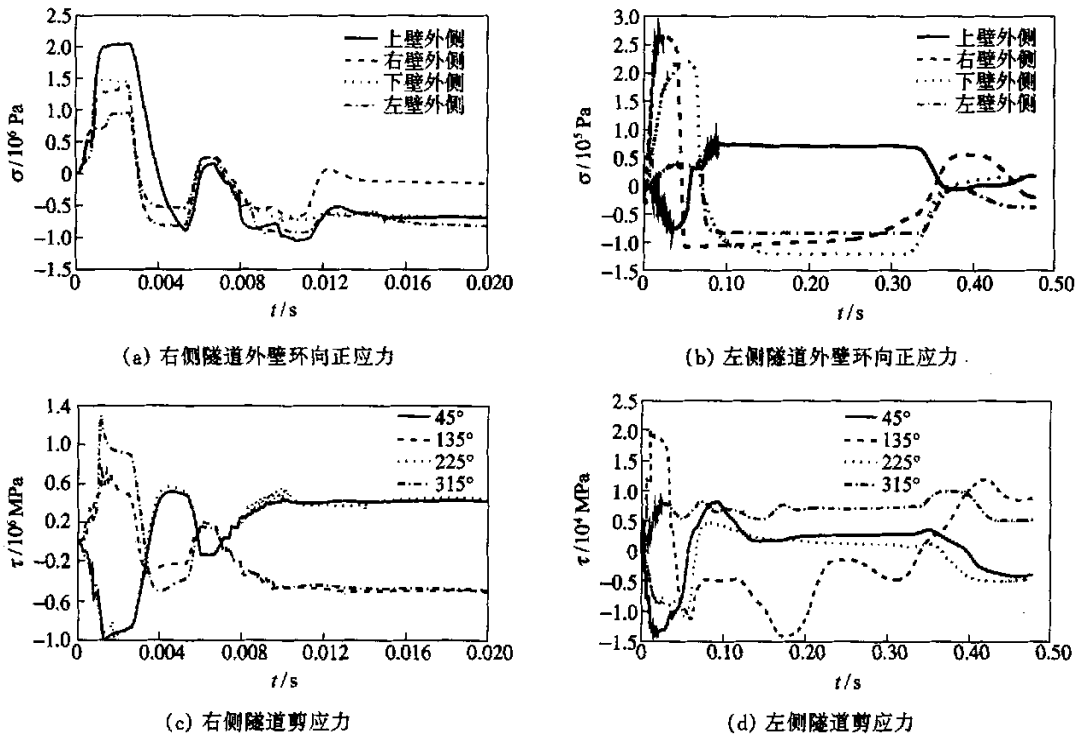 2.5
2.0
1.5
1.0
0.5
0
−0.5
−1.0
−1.5
σ/10⁶ Pa
上壁外侧
右壁外侧
下壁外侧
左壁外侧
0 0.004 0.008 0.012 0.016 0.020
t/s
(a) 右侧隧道外壁环向正应力
3.0
2.5
2.0
1.5
1.0
0.5
0
−0.5
−1.0
−1.5
σ/10⁵ Pa
上壁外侧
右壁外侧
下壁外侧
左壁外侧
0 0.10 0.20 0.30 0.40 0.50
t/s
(b) 左侧隧道外壁环向正应力
1.4
1.0
0.6
0.2
−0.2
−0.6
−1.0
τ/10⁶ MPa
45°
135°
225°
315°
0 0.004 0.008 0.012 0.016 0.020
t/s
(c) 右侧隧道剪应力
2.5
2.0
1.5
1.0
0.5
0
−0.5
−1.0
−1.5
τ/10⁴ MPa
45°
135°
225°
315°
0 0.10 0.20 0.30 0.40 0.50
t/s
(d) 左侧隧道剪应力